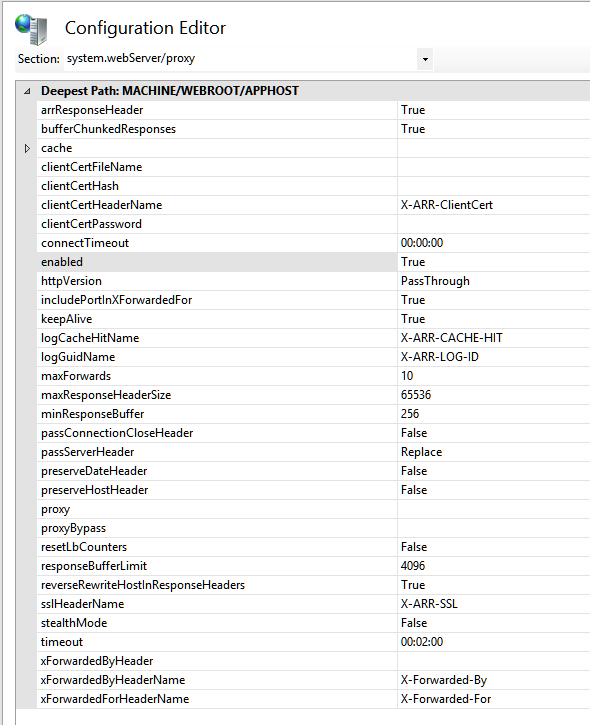 Configuration Editor
Section: system.webServer/proxy
Deepest Path: MACHINE/WEBROOT/APPHOST
arrResponseHeader True
bufferChunkedResponses True
cache
clientCertFileName
clientCertHash
clientCertHeaderName X-ARR-ClientCert
clientCertPassword
connectTimeout 00:00:00
enabled True
httpVersion PassThrough
includePortInXForwardedFor True
keepAlive True
logCacheHitName X-ARR-CACHE-HIT
logGuidName X-ARR-LOG-ID
maxForwards 10
maxResponseHeaderSize 65536
minResponseBuffer 256
passConnectionCloseHeader False
passServerHeader Replace
preserveDateHeader False
preserveHostHeader False
proxy
proxyBypass
resetLbCounters False
responseBufferLimit 4096
reverseRewriteHostInResponseHeaders True
sslHeaderName X-ARR-SSL
stealthMode False
timeout 00:02:00
xForwardedByHeader
xForwardedByHeaderName X-Forwarded-By
xForwardedForHeaderName X-Forwarded-For